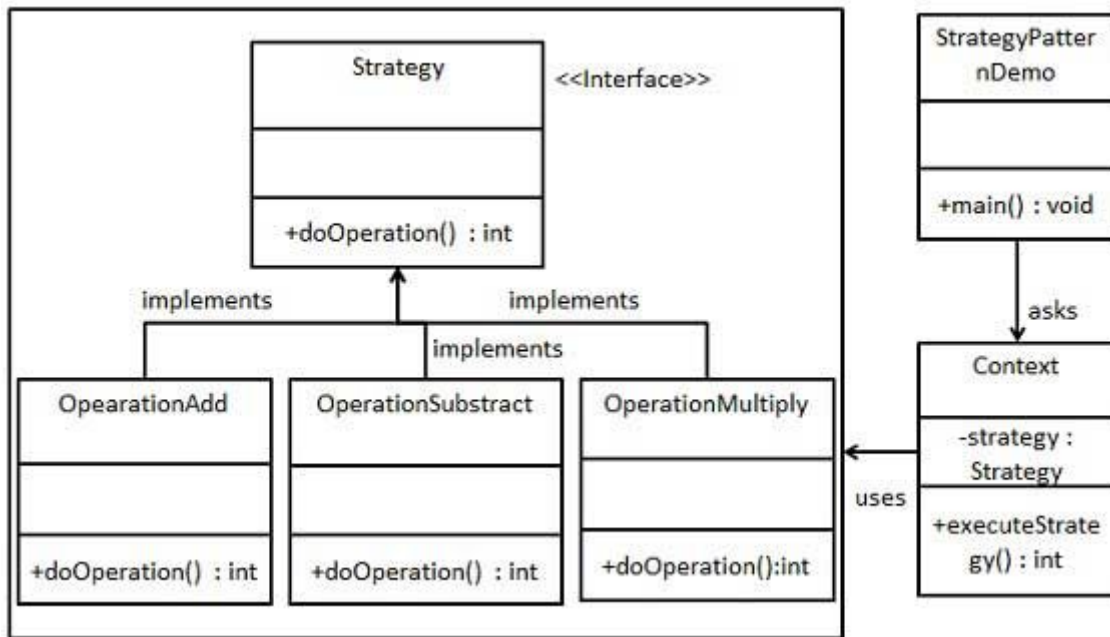 Strategy
<<Interface>>
+doOperation() : int
implements
implements
implements
OpearationAdd
+doOperation() : int
OperationSubstract
+doOperation() : int
OperationMultiply
+doOperation():int
StrategyPatter
nDemo
+main() : void
asks
Context
-strategy :
Strategy
+executeStrate
gy() : int
uses